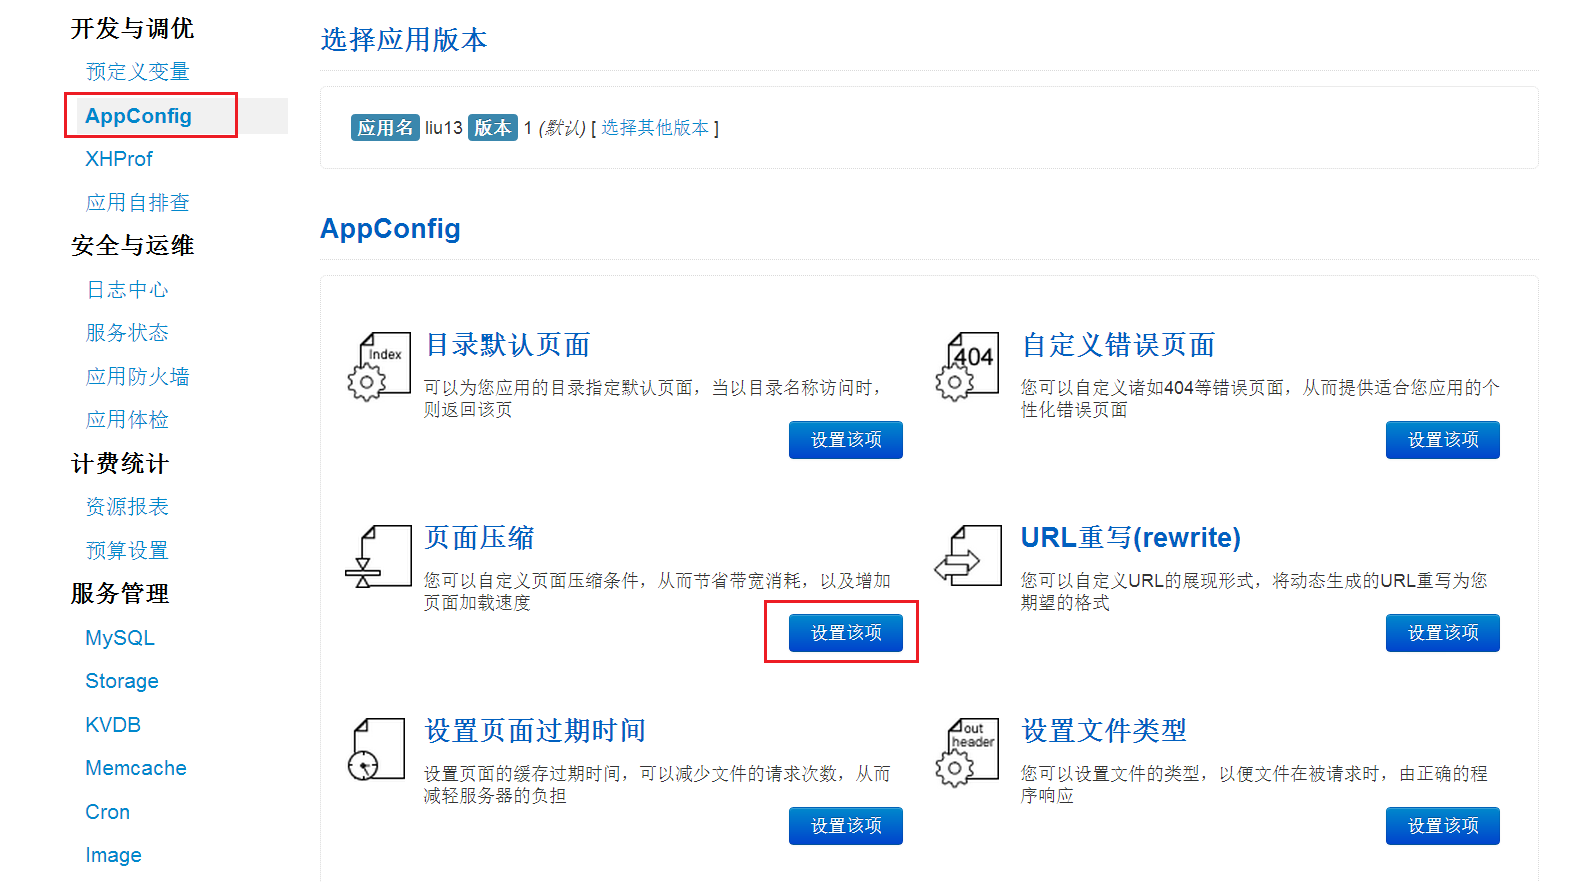 开发与调优
预定义变量
AppConfig
XHProf
应用自排查
安全与运维
日志中心
服务状态
应用防火墙
应用体检
计费统计
资源报表
预算设置
服务管理
MySQL
Storage
KVDB
Memcache
Cron
Image
选择应用版本
应用名 liu13 版本 1 (默认) [ 选择其他版本 ]
AppConfig
Index
目录默认页面
可以为您应用的目录指定默认页面，当以目录名称访问时，
则返回该页
设置该项
404
自定义错误页面
您可以自定义诸如404等错误页面，从而提供适合您应用的个
性化错误页面
设置该项
页面压缩
您可以自定义页面压缩条件，从而节省带宽消耗，以及增加
页面加载速度
设置该项
URL重写(rewrite)
您可以自定义URL的展现形式，将动态生成的URL重写为您
期望的格式
设置该项
设置页面过期时间
设置页面的缓存过期时间，可以减少文件的请求次数，从而
减轻服务器的负担
设置该项
out
header
设置文件类型
您可以设置文件的类型，以便文件在被请求时，由正确的程
序响应
设置该项